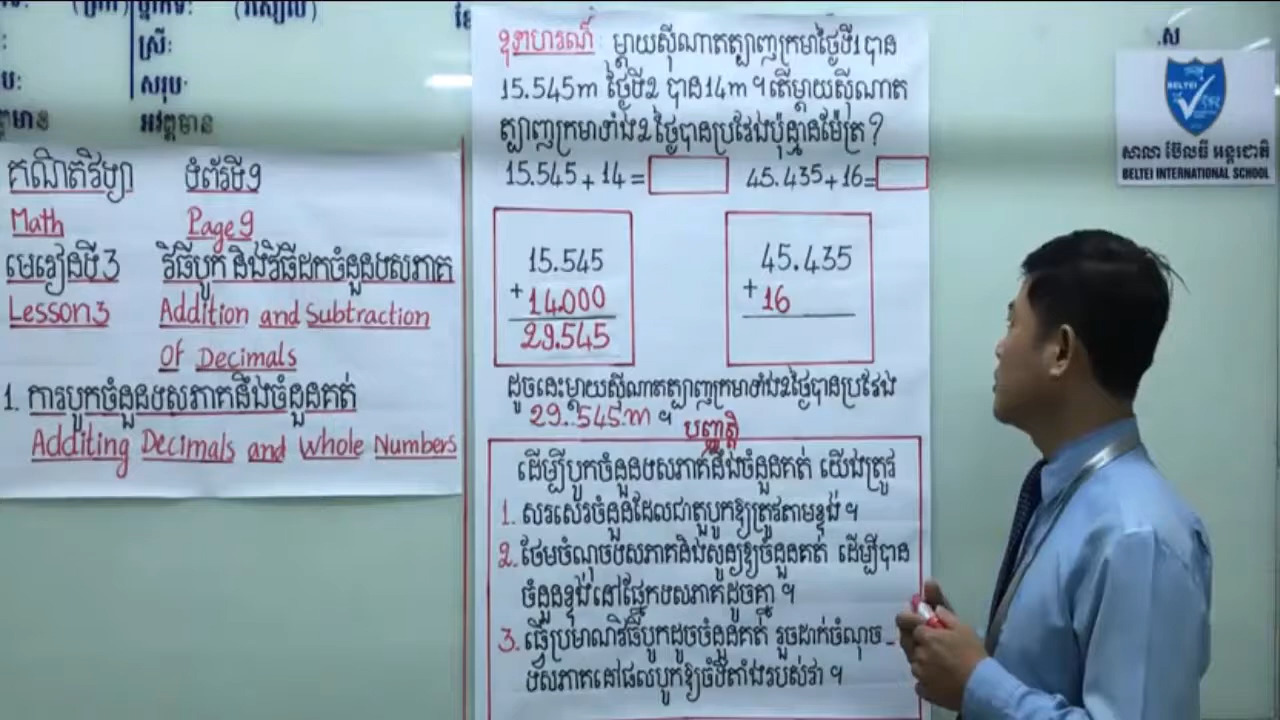 ស្រី:
សរុប:
អវត្តមាន
គណិតវិទ្យា ទំព័រទី9
Math Page9
មេរៀនទី3 វិធីបូក និងវិធីដកចំនួនទសភាគ
Lesson3 Addition and Subtraction
Of Decimals
1. ការបូកចំនួនទសភាគនឹងចំនួនគត់
Additing Decimals and Whole Numbers
ឧទាហរណ៍ ម្តាយស៊ីណាតត្បាញក្រមាថ្ងៃទី1បាន
15.545m ថ្ងៃទី2 បាន14m ។តើម្តាយស៊ីណាត
ត្បាញក្រមាទាំង2ថ្ងៃបានប្រវែងប៉ុន្មានម៉ែត្រ?
15.545+14= 45.435+16=
15.545
+14.000
29.545
45.435
+16
ដូចនេះម្តាយស៊ីណាតត្បាញក្រមាទាំង2ថ្ងៃបានប្រវែង
29.545m ។
បញ្ញត្តិ
ដើម្បីបូកចំនួនទសភាគនឹងចំនួនគត់ យើងត្រូវ
1. សរសេរចំនួនដែលជាតួបូកឱ្យត្រូវតាមខ្ទង់ ។
2. ថែមចំណុចទសភាគនិងសូន្យឱ្យចំនួនគត់ ដើម្បីបាន
ចំនួនខ្ទង់នៅផ្នែកទសភាគដូចគ្នា ។
3. ធ្វើប្រមាណវិធីបូកដូចចំនួនគត់ រួចដាក់ចំណុច-
ទសភាគនៅផលបូកឱ្យចំទីតាំងរបស់វា ។
.ស
BELTEI
សាលា ប៊ែលធី អន្តរជាតិ
BELTEI INTERNATIONAL SCHOOL